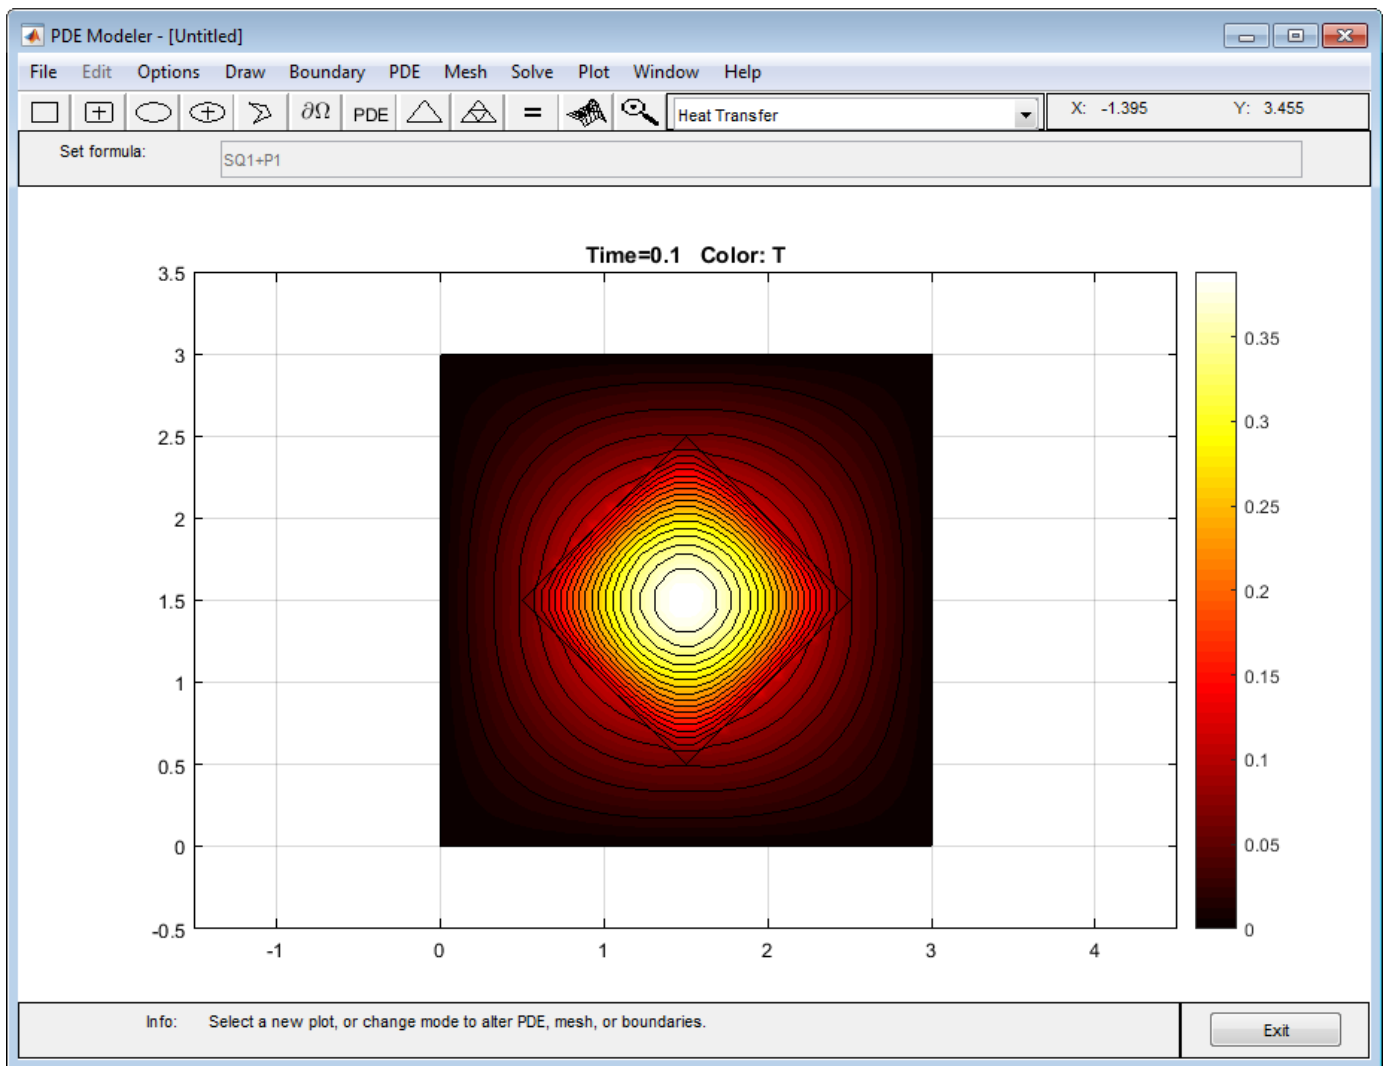 PDE Modeler - [Untitled]
File Edit Options Draw Boundary PDE Mesh Solve Plot Window Help
∂Ω PDE = Heat Transfer X: -1.395 Y: 3.455
Set formula: SQ1+P1
Time=0.1 Color: T
3.5
3
2.5
2
1.5
1
0.5
0
-0.5
-1 0 1 2 3 4
0.35
0.3
0.25
0.2
0.15
0.1
0.05
0
Info: Select a new plot, or change mode to alter PDE, mesh, or boundaries.
Exit